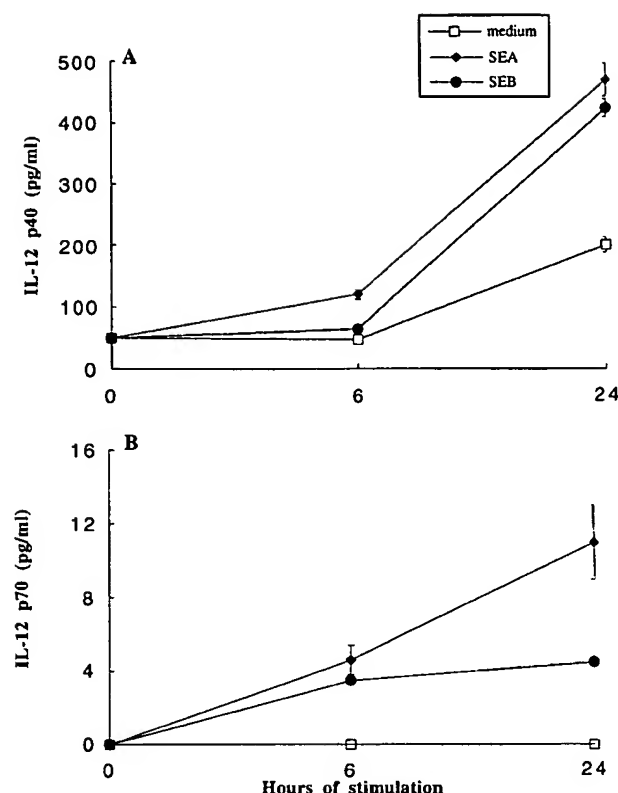 medium
SEA
SEB
A
500
400
300
200
100
0
0 6 24
IL-12 p40 (pg/ml)
B
16
12
8
4
0
0 6 24
IL-12 p70 (pg/ml)
Hours of stimulation